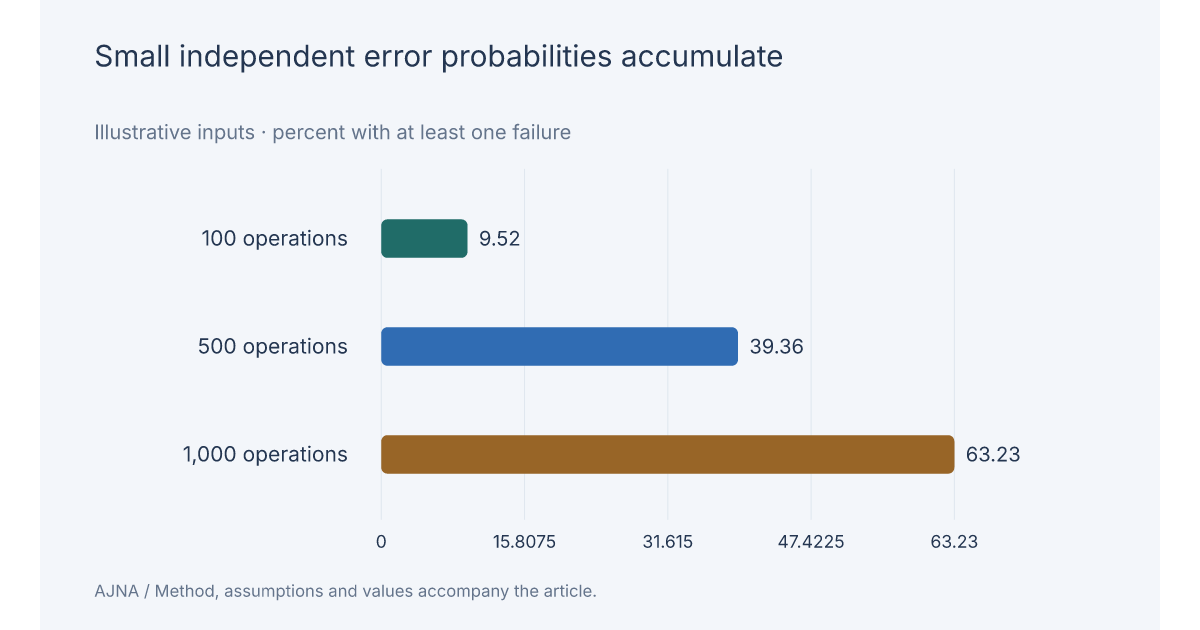 Small independent error probabilities accumulate
Illustrative inputs · percent with at least one failure
100 operations 9.52
500 operations 39.36
1,000 operations 63.23
0 15.8075 31.615 47.4225 63.23
AJNA / Method, assumptions and values accompany the article.